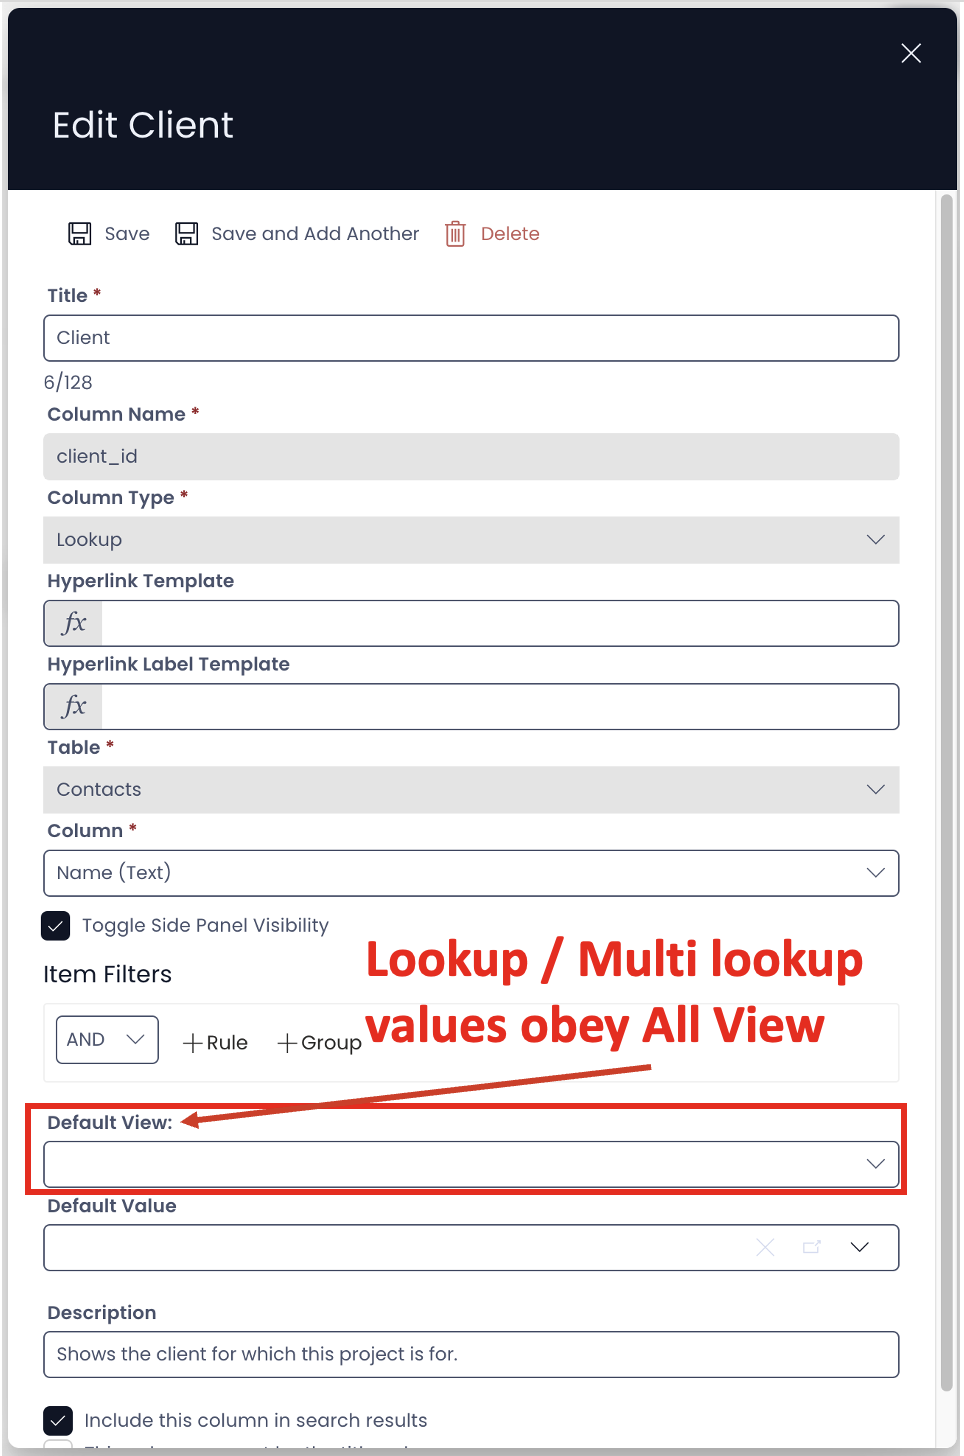 Edit Client
Save Save and Add Another Delete
Title *
Client
6/128
Column Name *
client_id
Column Type *
Lookup
Hyperlink Template
fx
Hyperlink Label Template
fx
Table *
Contacts
Column *
Name (Text)
Toggle Side Panel Visibility
Lookup / Multi lookup
values obey All View
Item Filters
AND Rule Group
Default View:
Default Value
Description
Shows the client for which this project is for.
Include this column in search results